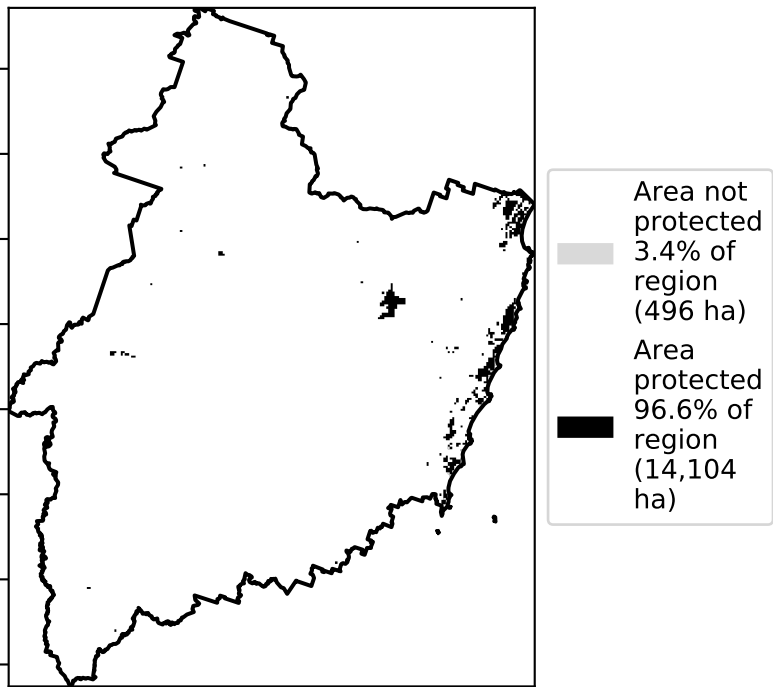 Area not
protected
3.4% of
region
(496 ha)
Area
protected
96.6% of
region
(14,104
ha)